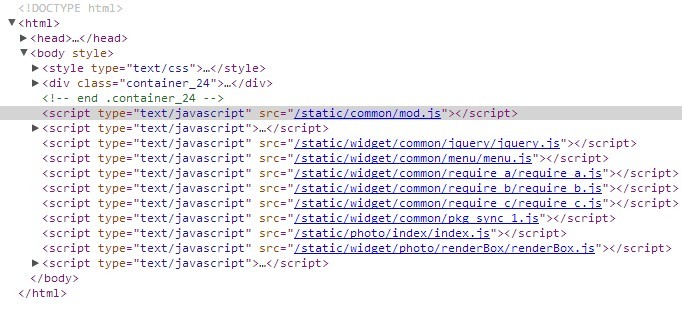 <!DOCTYPE html>
▼<html>
▶<head>…</head>
▼<body style>
▶<style type="text/css">…</style>
▶<div class="container_24">…</div>
<!-- end .container_24 -->
<script type="text/javascript" src="/static/common/mod.js"></script>
▶<script type="text/javascript">…</script>
<script type="text/javascript" src="/static/widget/common/jquery/jquery.js"></script>
<script type="text/javascript" src="/static/widget/common/menu/menu.js"></script>
<script type="text/javascript" src="/static/widget/common/require_a/require_a.js"></script>
<script type="text/javascript" src="/static/widget/common/require_b/require_b.js"></script>
<script type="text/javascript" src="/static/widget/common/require_c/require_c.js"></script>
<script type="text/javascript" src="/static/widget/common/pkg_sync_1.js"></script>
<script type="text/javascript" src="/static/photo/index/index.js"></script>
<script type="text/javascript" src="/static/widget/photo/renderBox/renderBox.js"></script>
▶<script type="text/javascript">…</script>
</body>
</html>